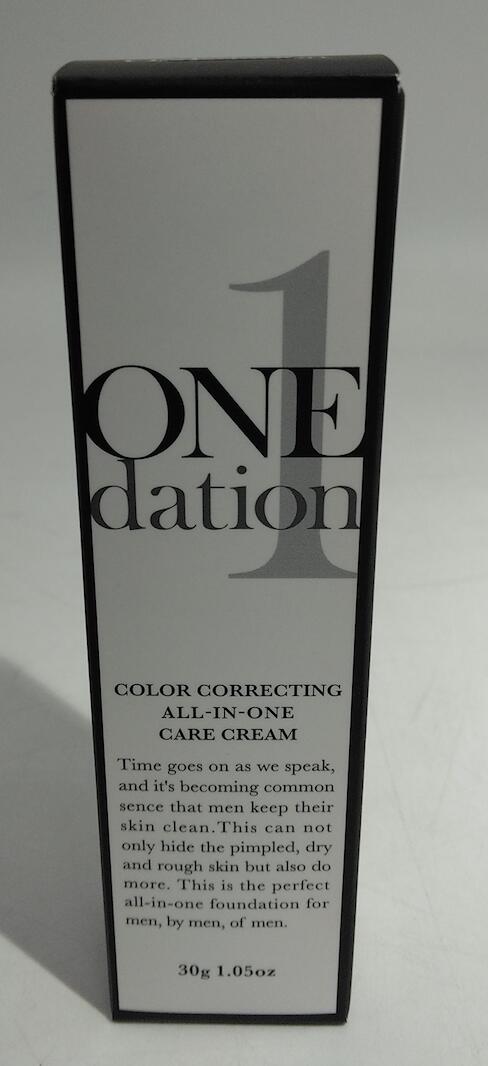 1
ONE
dation
COLOR CORRECTING
ALL-IN-ONE
CARE CREAM
Time goes on as we speak,
and it's becoming common
sence that men keep their
skin clean.This can not
only hide the pimpled, dry
and rough skin but also do
more. This is the perfect
all-in-one foundation for
men, by men, of men.
30g 1.05oz